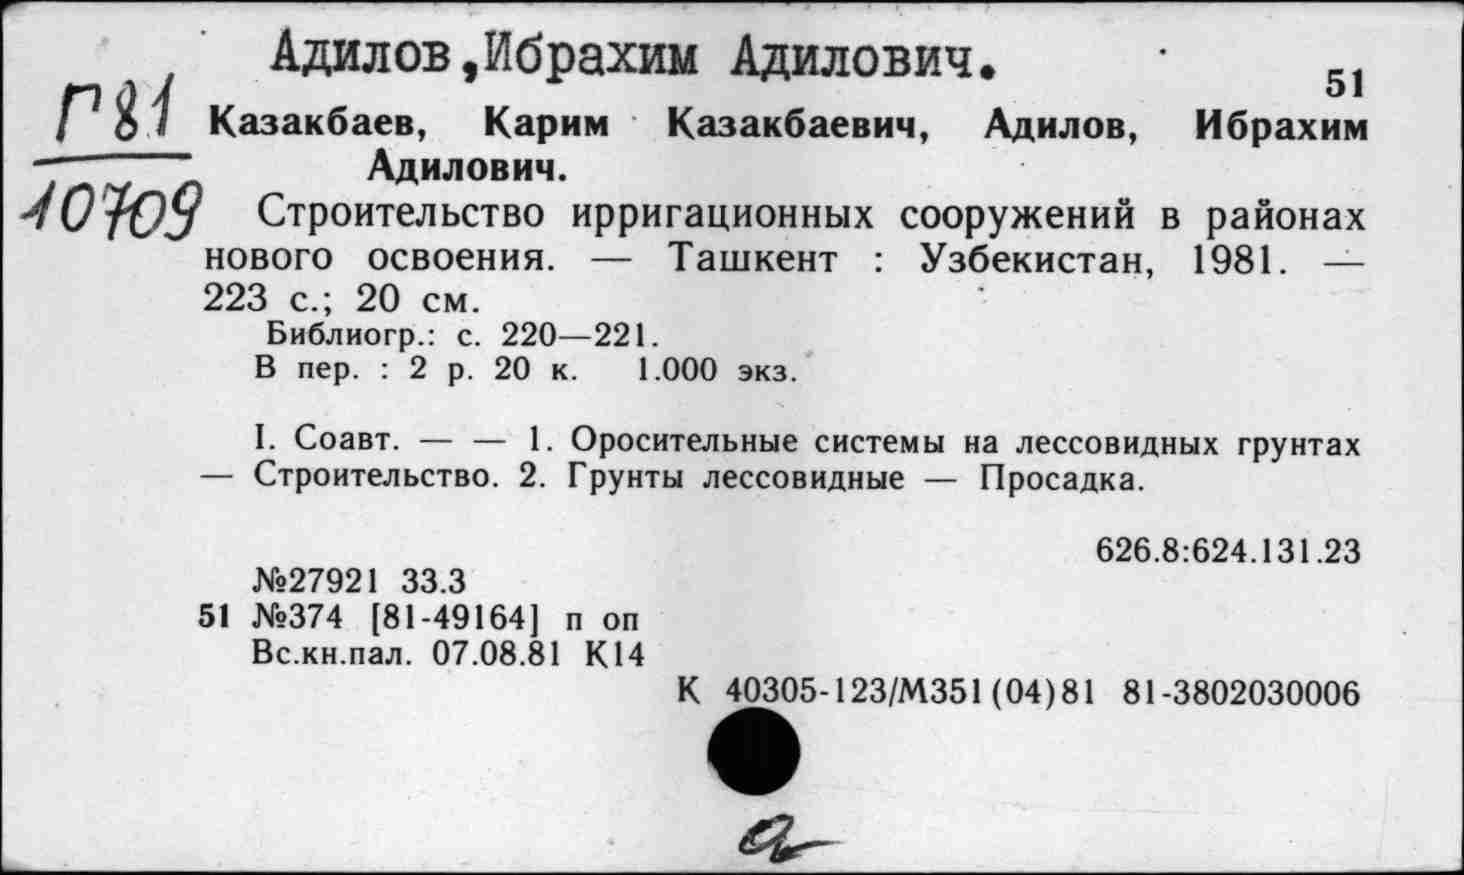 Адилов,Ибрахим Адилович.
51
Г81
10709
Казакбаев, Карим Казакбаевич, Адилов, Ибрахим
Адилович.
Строительство ирригационных сооружений в районах
нового освоения. — Ташкент : Узбекистан, 1981. —
223 с.; 20 см.
Библиогр.: с. 220—221.
В пер. : 2 р. 20 к. 1.000 экз.
I. Соавт. — — 1. Оросительные системы на лессовидных грунтах
— Строительство. 2. Грунты лессовидные — Просадка.
626.8:624.131.23
№27921 33.3
51 №374 [81-49164] п оп
Вс.кн.пал. 07.08.81 К14
К 40305-123/М351(04)81 81-3802030006